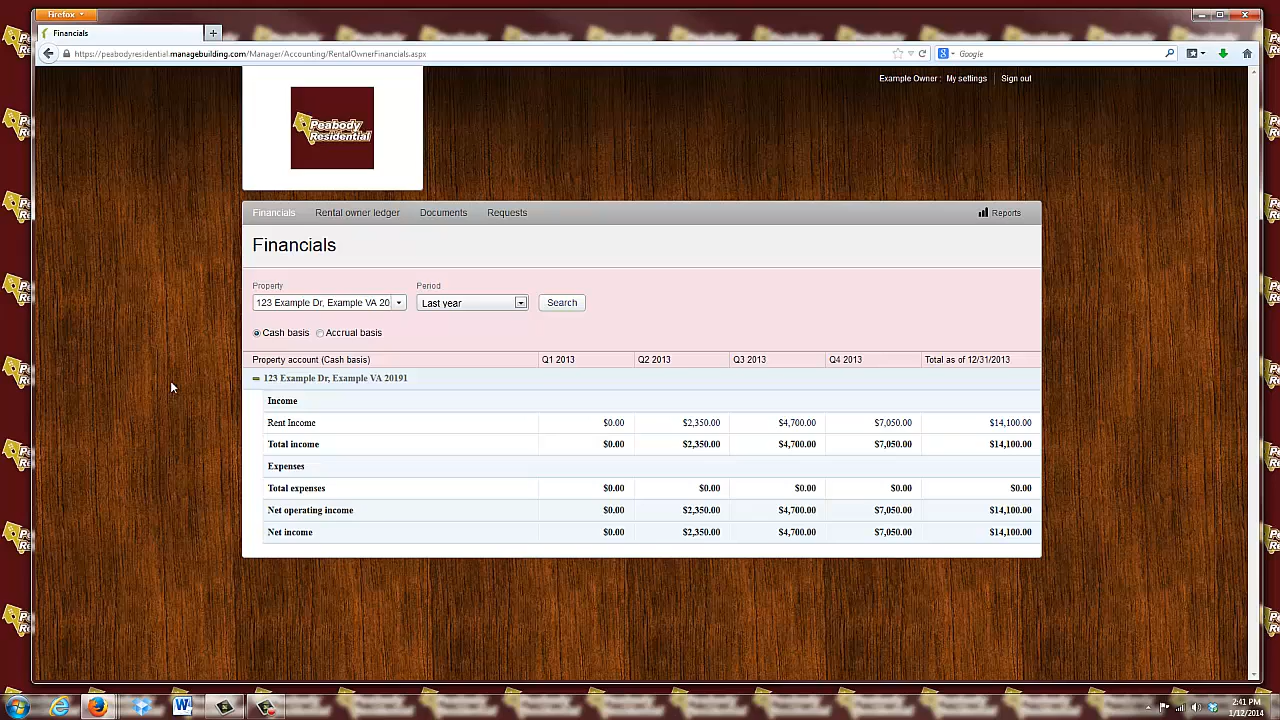 Firefox
Financials
https://peabodyresidential.managebuilding.com/Manager/Accounting/RentalOwnerFinancials.aspx
Google
Example Owner : My settings Sign out
Peabody
Residential
Financials Rental owner ledger Documents Requests Reports
Financials
Property Period
123 Example Dr, Example VA 20 Last year Search
Cash basis Accrual basis
Property account (Cash basis) Q1 2013 Q2 2013 Q3 2013 Q4 2013 Total as of 12/31/2013
123 Example Dr, Example VA 20191
Income
Rent Income $0.00 $2,350.00 $4,700.00 $7,050.00 $14,100.00
Total income $0.00 $2,350.00 $4,700.00 $7,050.00 $14,100.00
Expenses
Total expenses $0.00 $0.00 $0.00 $0.00 $0.00
Net operating income $0.00 $2,350.00 $4,700.00 $7,050.00 $14,100.00
Net income $0.00 $2,350.00 $4,700.00 $7,050.00 $14,100.00
2:41 PM
1/12/2014